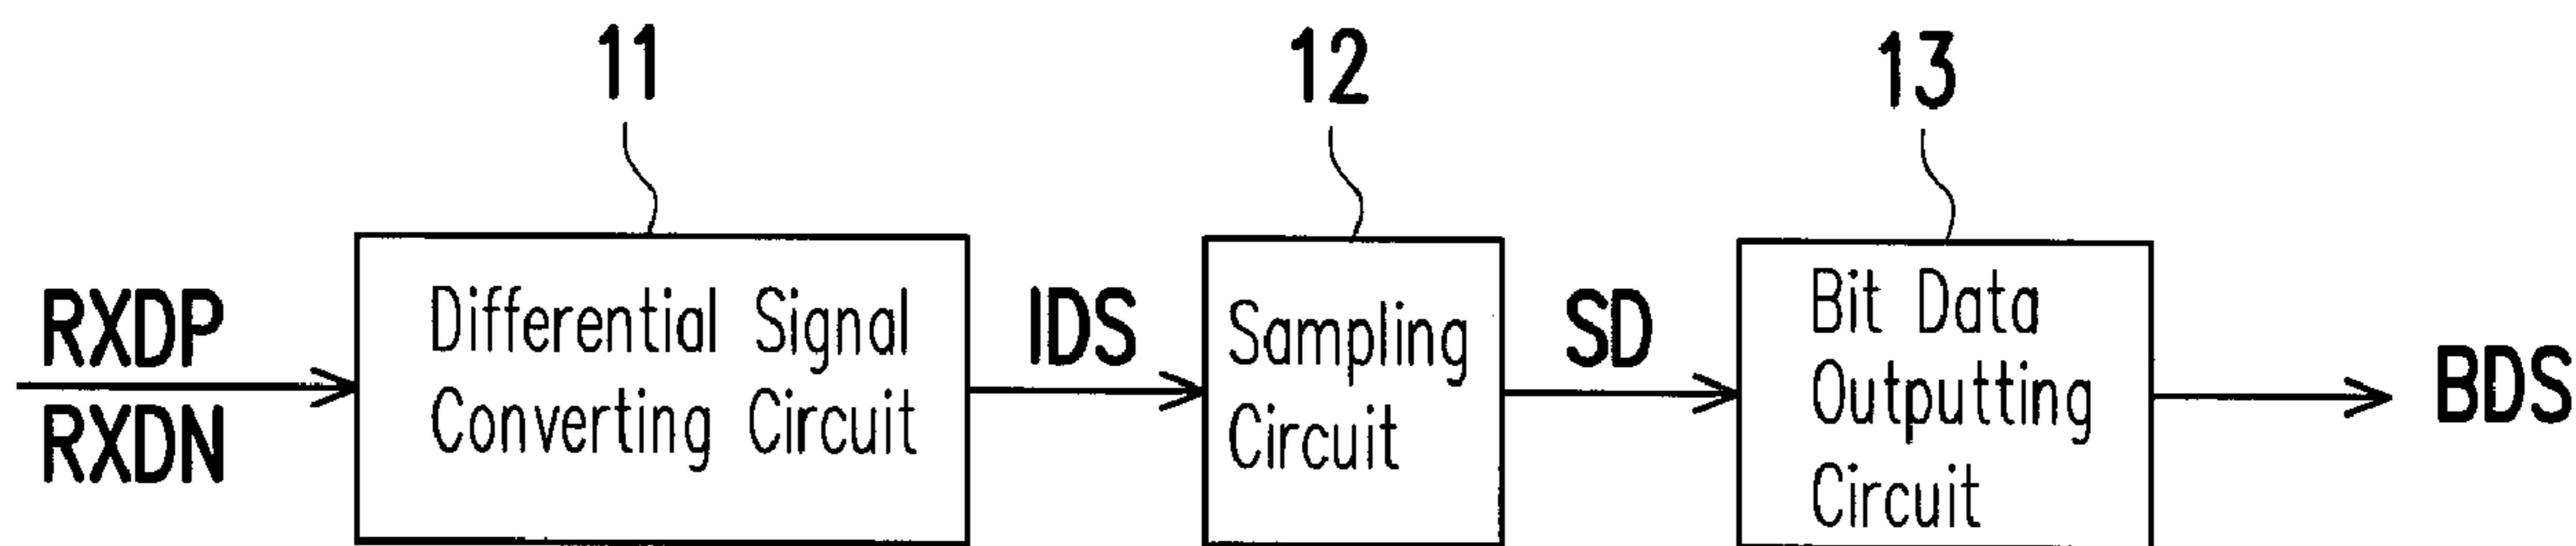 11
12
13
RXDP
RXDN
Differential Signal
Converting Circuit
IDS
Sampling
Circuit
SD
Bit Data
Outputting
Circuit
BDS